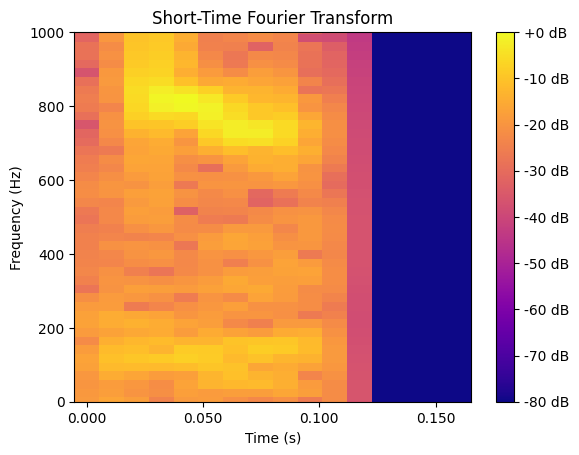 Short-Time Fourier Transform
Frequency (Hz)
1000
800
600
400
200
0
0.000
0.050
0.100
0.150
Time (s)
+0 dB
-10 dB
-20 dB
-30 dB
-40 dB
-50 dB
-60 dB
-70 dB
-80 dB